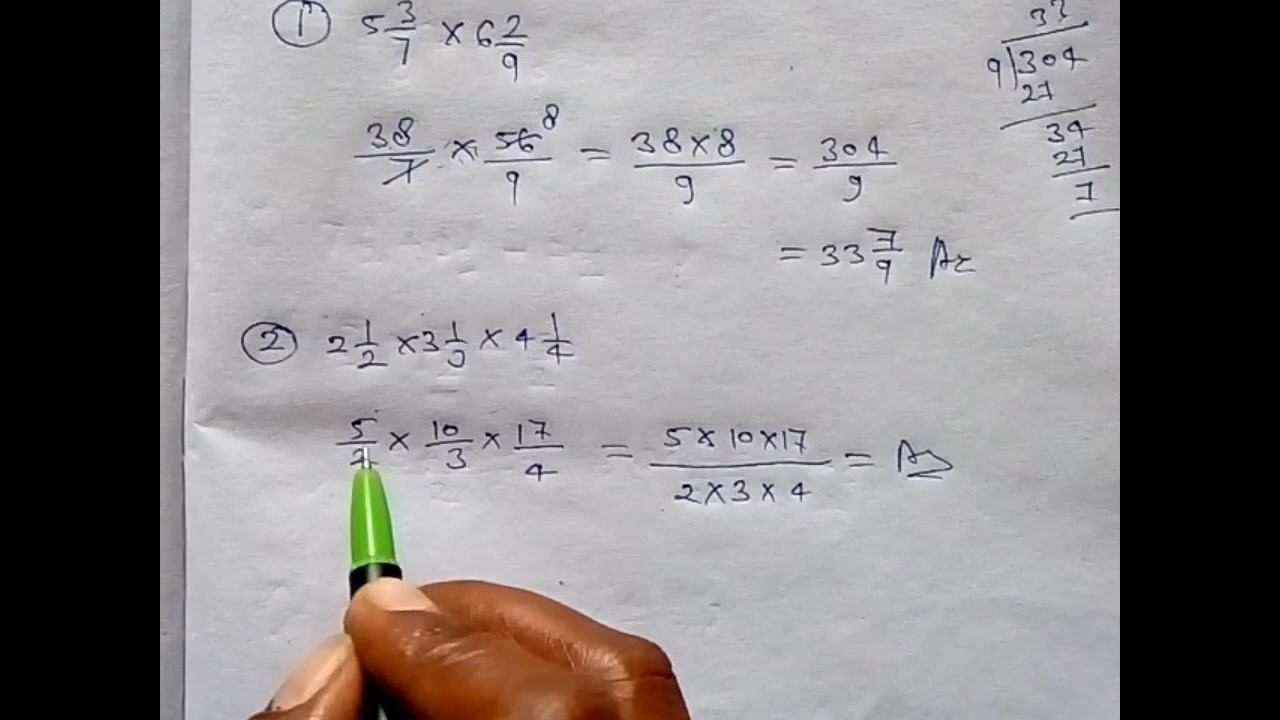 ① 5 3/7 × 6 2/9
38/7 × 56/9 8 = 38×8/9 = 304/9
= 33 7/9
33
9)304
27
34
27
7
② 2 1/2 × 3 1/3 × 4 1/4
5/2 × 10/3 × 17/4 = 5×10×17/2×3×4 =